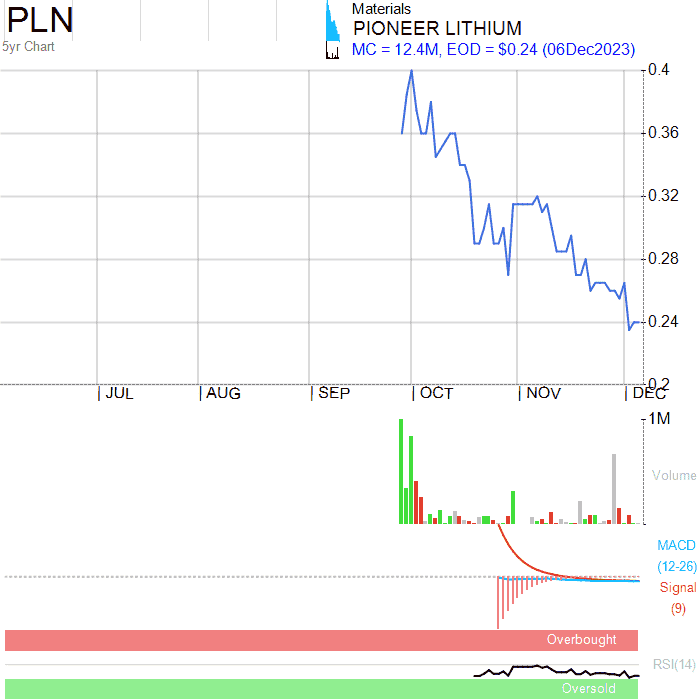 PLN
Materials
PIONEER LITHIUM
5yr Chart
MC = 12.4M, EOD = $0.24 (06Dec2023)
0.4
0.36
0.32
0.28
0.24
0.2
JUL AUG SEP OCT NOV DEC
1M
Volume
MACD
(12-26)
Signal
(9)
Overbought
RSI(14)
Oversold